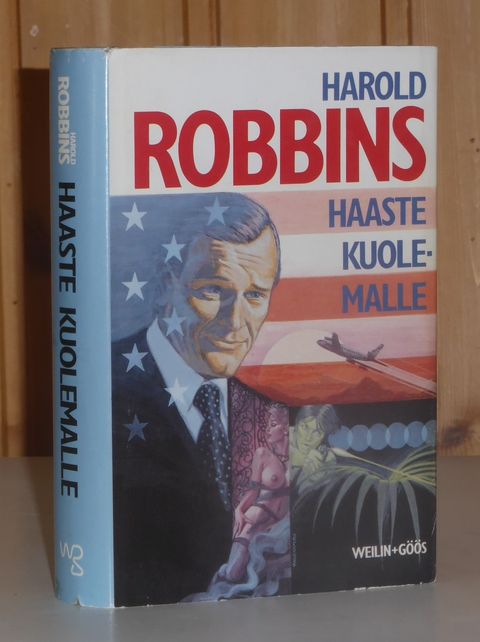 HAROLD
ROBBINS
HAASTE
KUOLE-
MALLE
WEILIN+GÖÖS
HAROLD
ROBBINS
HAASTE KUOLEMALLE